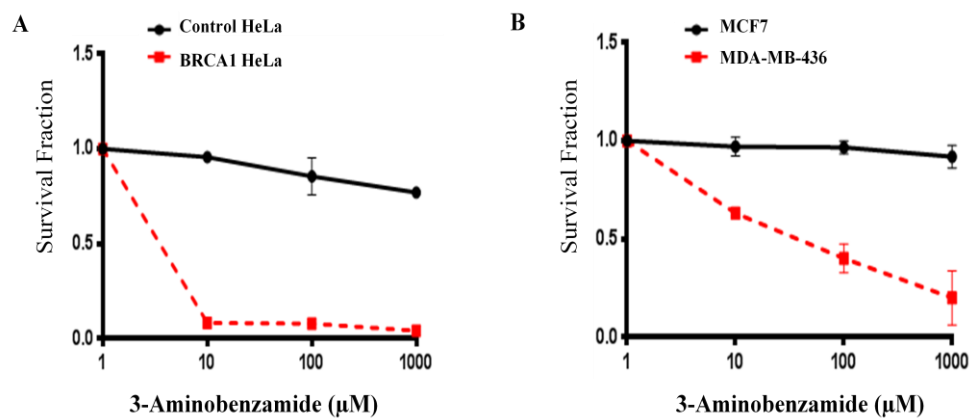 A
Control HeLa
BRCA1 HeLa
1.5
1.0
0.5
0.0
Survival Fraction
1 10 100 1000
3-Aminobenzamide (µM)
B
MCF7
MDA-MB-436
1.5
1.0
0.5
0.0
Survival Fraction
1 10 100 1000
3-Aminobenzamide (µM)